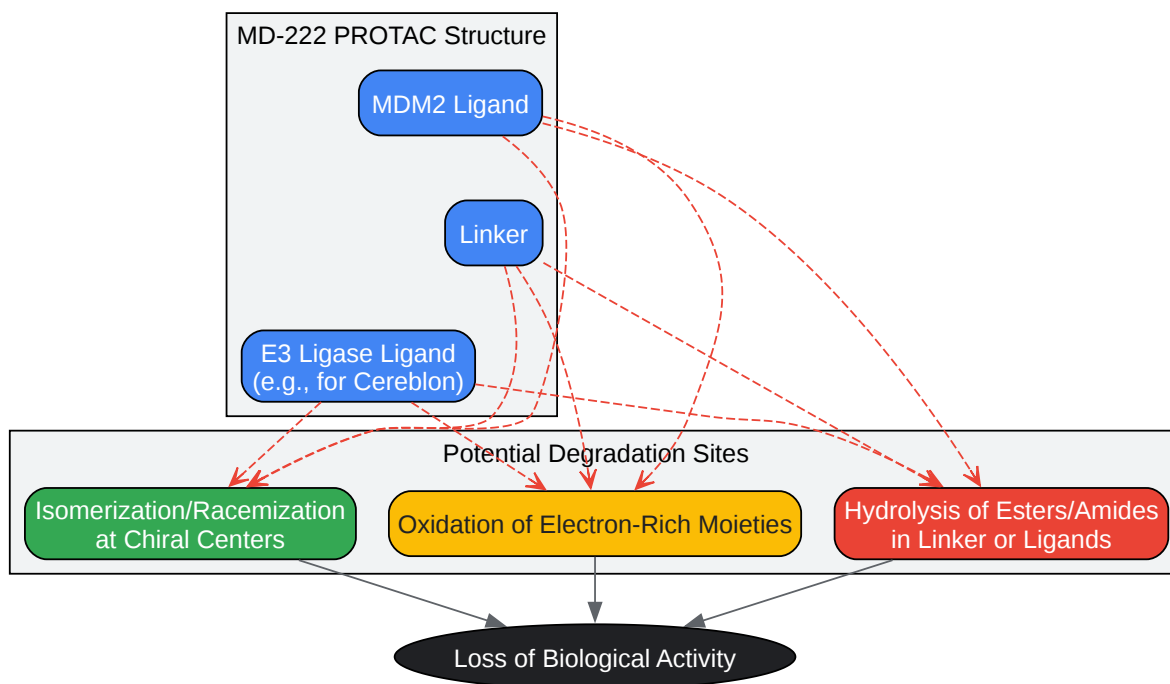 MD-222 PROTAC Structure
MDM2 Ligand
Linker
E3 Ligase Ligand
(e.g., for Cereblon)
Potential Degradation Sites
Isomerization/Racemization
at Chiral Centers
Oxidation of Electron-Rich Moieties
Hydrolysis of Esters/Amides
in Linker or Ligands
Loss of Biological Activity